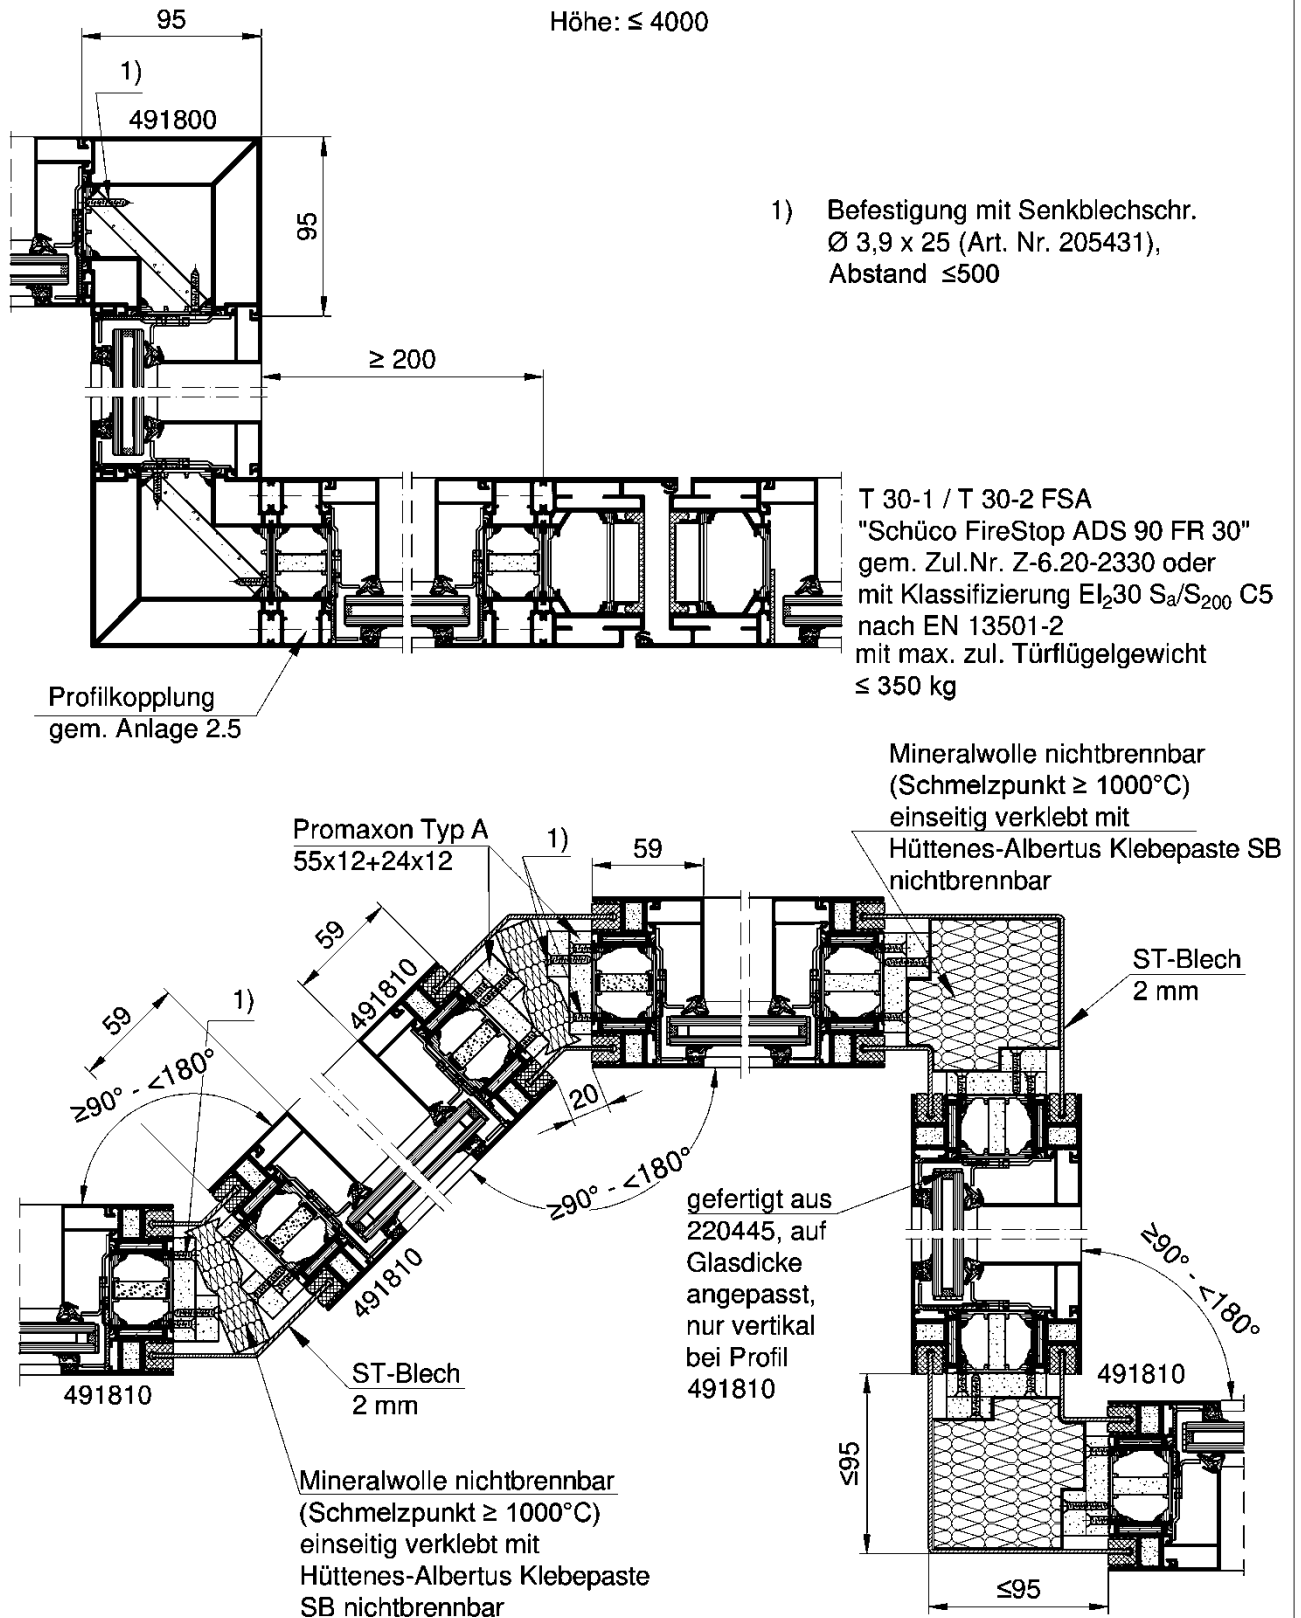 95
Höhe: ≤ 4000
1)
491800
95
1) Befestigung mit Senkblechschr.
Ø 3,9 x 25 (Art. Nr. 205431),
Abstand ≤500
≥ 200
T 30-1 / T 30-2 FSA
"Schüco FireStop ADS 90 FR 30"
gem. Zul.Nr. Z-6.20-2330 oder
mit Klassifizierung EI₂30 Sₐ/S₂₀₀ C5
nach EN 13501-2
mit max. zul. Türflügelgewicht
≤ 350 kg
Profilkopplung
gem. Anlage 2.5
Mineralwolle nichtbrennbar
(Schmelzpunkt ≥ 1000°C)
einseitig verklebt mit
Hüttenes-Albertus Klebepaste SB
nichtbrennbar
Promaxon Typ A
55x12+24x12
1)
59
59
491810
ST-Blech
2 mm
59
1)
≥90° - <180°
20
≥90° - <180°
gefertigt aus
220445, auf
Glasdicke
angepasst,
nur vertikal
bei Profil
491810
≥90° - <180°
491810
491810
ST-Blech
2 mm
491810
≤95
≤95
Mineralwolle nichtbrennbar
(Schmelzpunkt ≥ 1000°C)
einseitig verklebt mit
Hüttenes-Albertus Klebepaste
SB nichtbrennbar